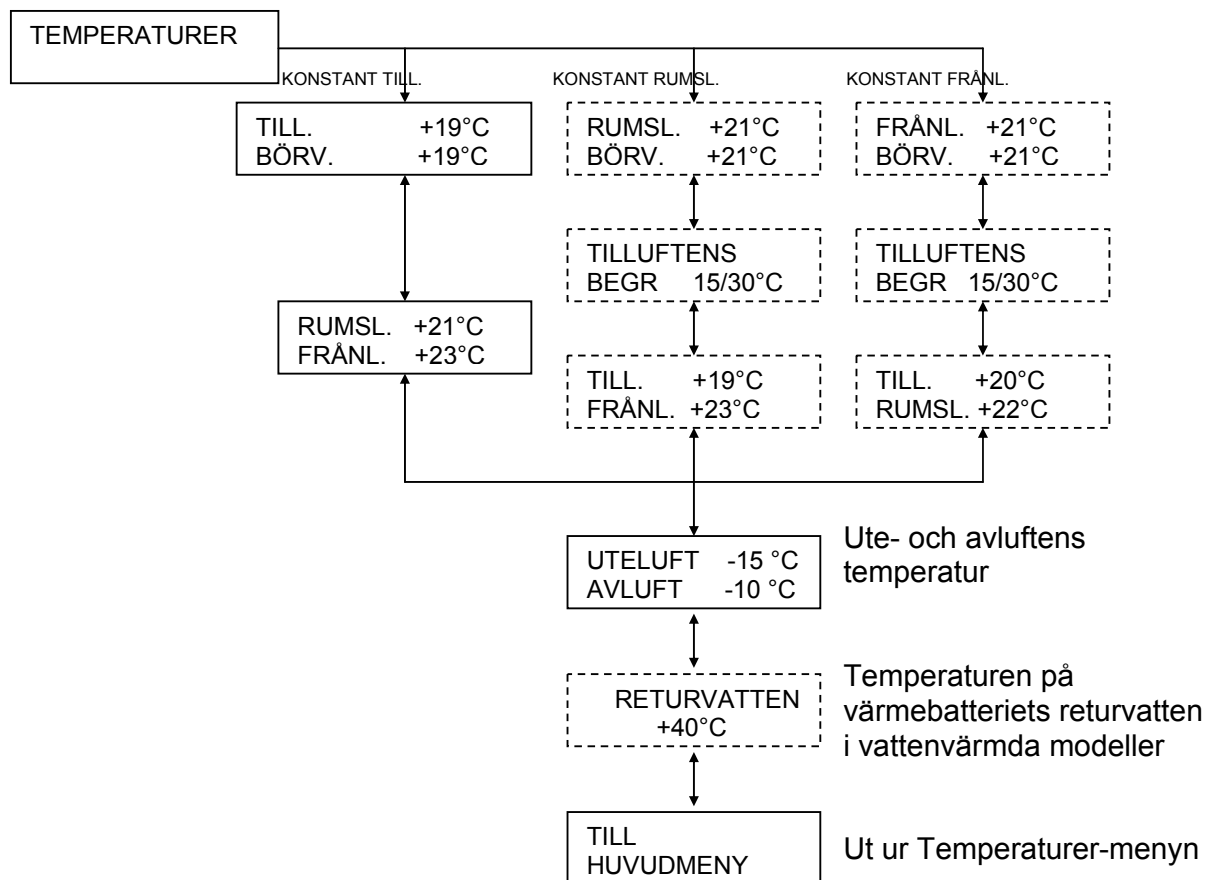 TEMPERATURER
KONSTANT TILL.
TILL. +19°C
BÖRV. +19°C
RUMSL. +21°C
FRÅNL. +23°C
KONSTANT RUMSL.
RUMSL. +21°C
BÖRV. +21°C
TILLUFTENS
BEGR 15/30°C
TILL. +19°C
FRÅNL. +23°C
KONSTANT FRÅNL.
FRÅNL. +21°C
BÖRV. +21°C
TILLUFTENS
BEGR 15/30°C
TILL. +20°C
RUMSL. +22°C
UTELUFT -15 °C
AVLUFT -10 °C
Ute- och avluftens
temperatur
RETURVATTEN
+40°C
Temperaturen på
värmebatteriets returvatten
i vattenvärmda modeller
TILL
HUVUDMENY
Ut ur Temperaturer-menyn